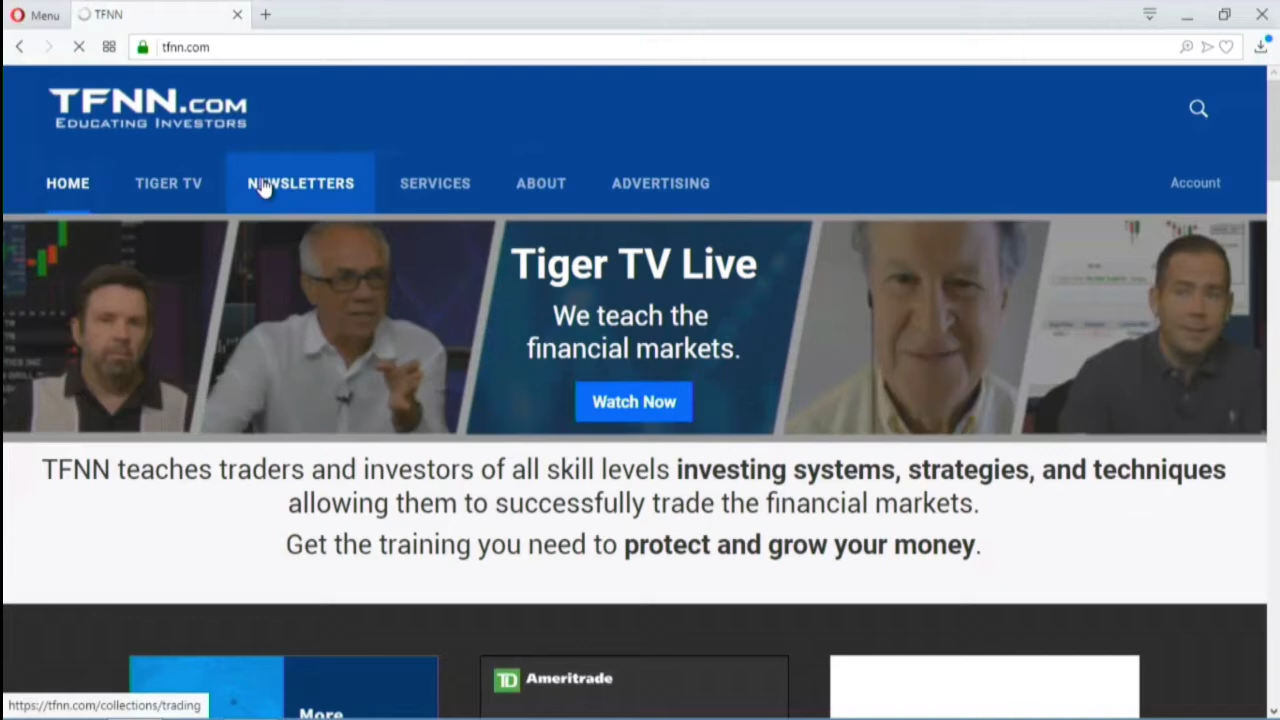 Menu
TFNN
tfnn.com
TFNN.COM
EDUCATING INVESTORS
HOME
TIGER TV
NEWSLETTERS
SERVICES
ABOUT
ADVERTISING
Account
Tiger TV Live
We teach the
financial markets.
Watch Now
TFNN teaches traders and investors of all skill levels investing systems, strategies, and techniques
allowing them to successfully trade the financial markets.
Get the training you need to protect and grow your money.
TD Ameritrade
More
https://tfnn.com/collections/trading